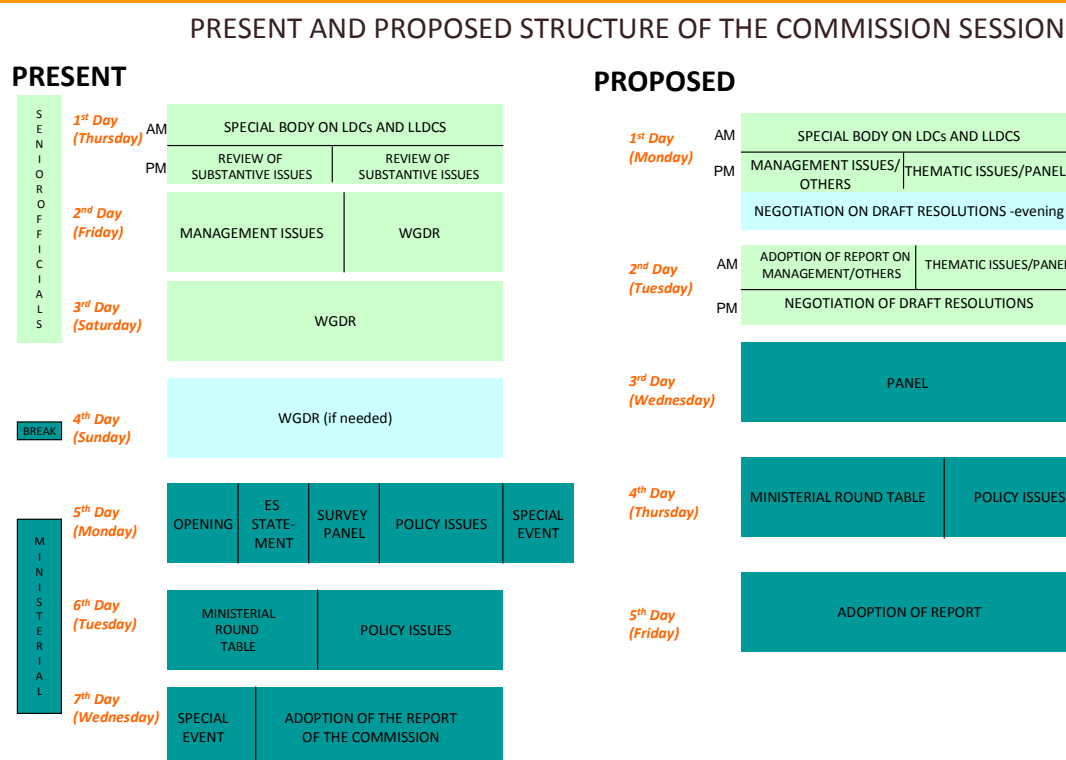 PRESENT AND PROPOSED STRUCTURE OF THE COMMISSION SESSION
PRESENT
SENIOR OFFICIALS
1st Day
(Thursday)
AM
SPECIAL BODY ON LDCs AND LLDCS
PM
REVIEW OF
SUBSTANTIVE ISSUES
REVIEW OF
SUBSTANTIVE ISSUES
2nd Day
(Friday)
MANAGEMENT ISSUES
WGDR
3rd Day
(Saturday)
WGDR
BREAK
4th Day
(Sunday)
WGDR (if needed)
MINISTERIAL
5th Day
(Monday)
OPENING
ES
STATE-
MENT
SURVEY
PANEL
POLICY ISSUES
SPECIAL
EVENT
6th Day
(Tuesday)
MINISTERIAL
ROUND
TABLE
POLICY ISSUES
7th Day
(Wednesday)
SPECIAL
EVENT
ADOPTION OF THE REPORT
OF THE COMMISSION
PROPOSED
1st Day
(Monday)
AM
SPECIAL BODY ON LDCs AND LLDCS
PM
MANAGEMENT ISSUES/
OTHERS
THEMATIC ISSUES/PANEL
NEGOTIATION ON DRAFT RESOLUTIONS -evening
2nd Day
(Tuesday)
AM
ADOPTION OF REPORT ON
MANAGEMENT/OTHERS
THEMATIC ISSUES/PANEL
PM
NEGOTIATION OF DRAFT RESOLUTIONS
3rd Day
(Wednesday)
PANEL
4th Day
(Thursday)
MINISTERIAL ROUND TABLE
POLICY ISSUES
5th Day
(Friday)
ADOPTION OF REPORT